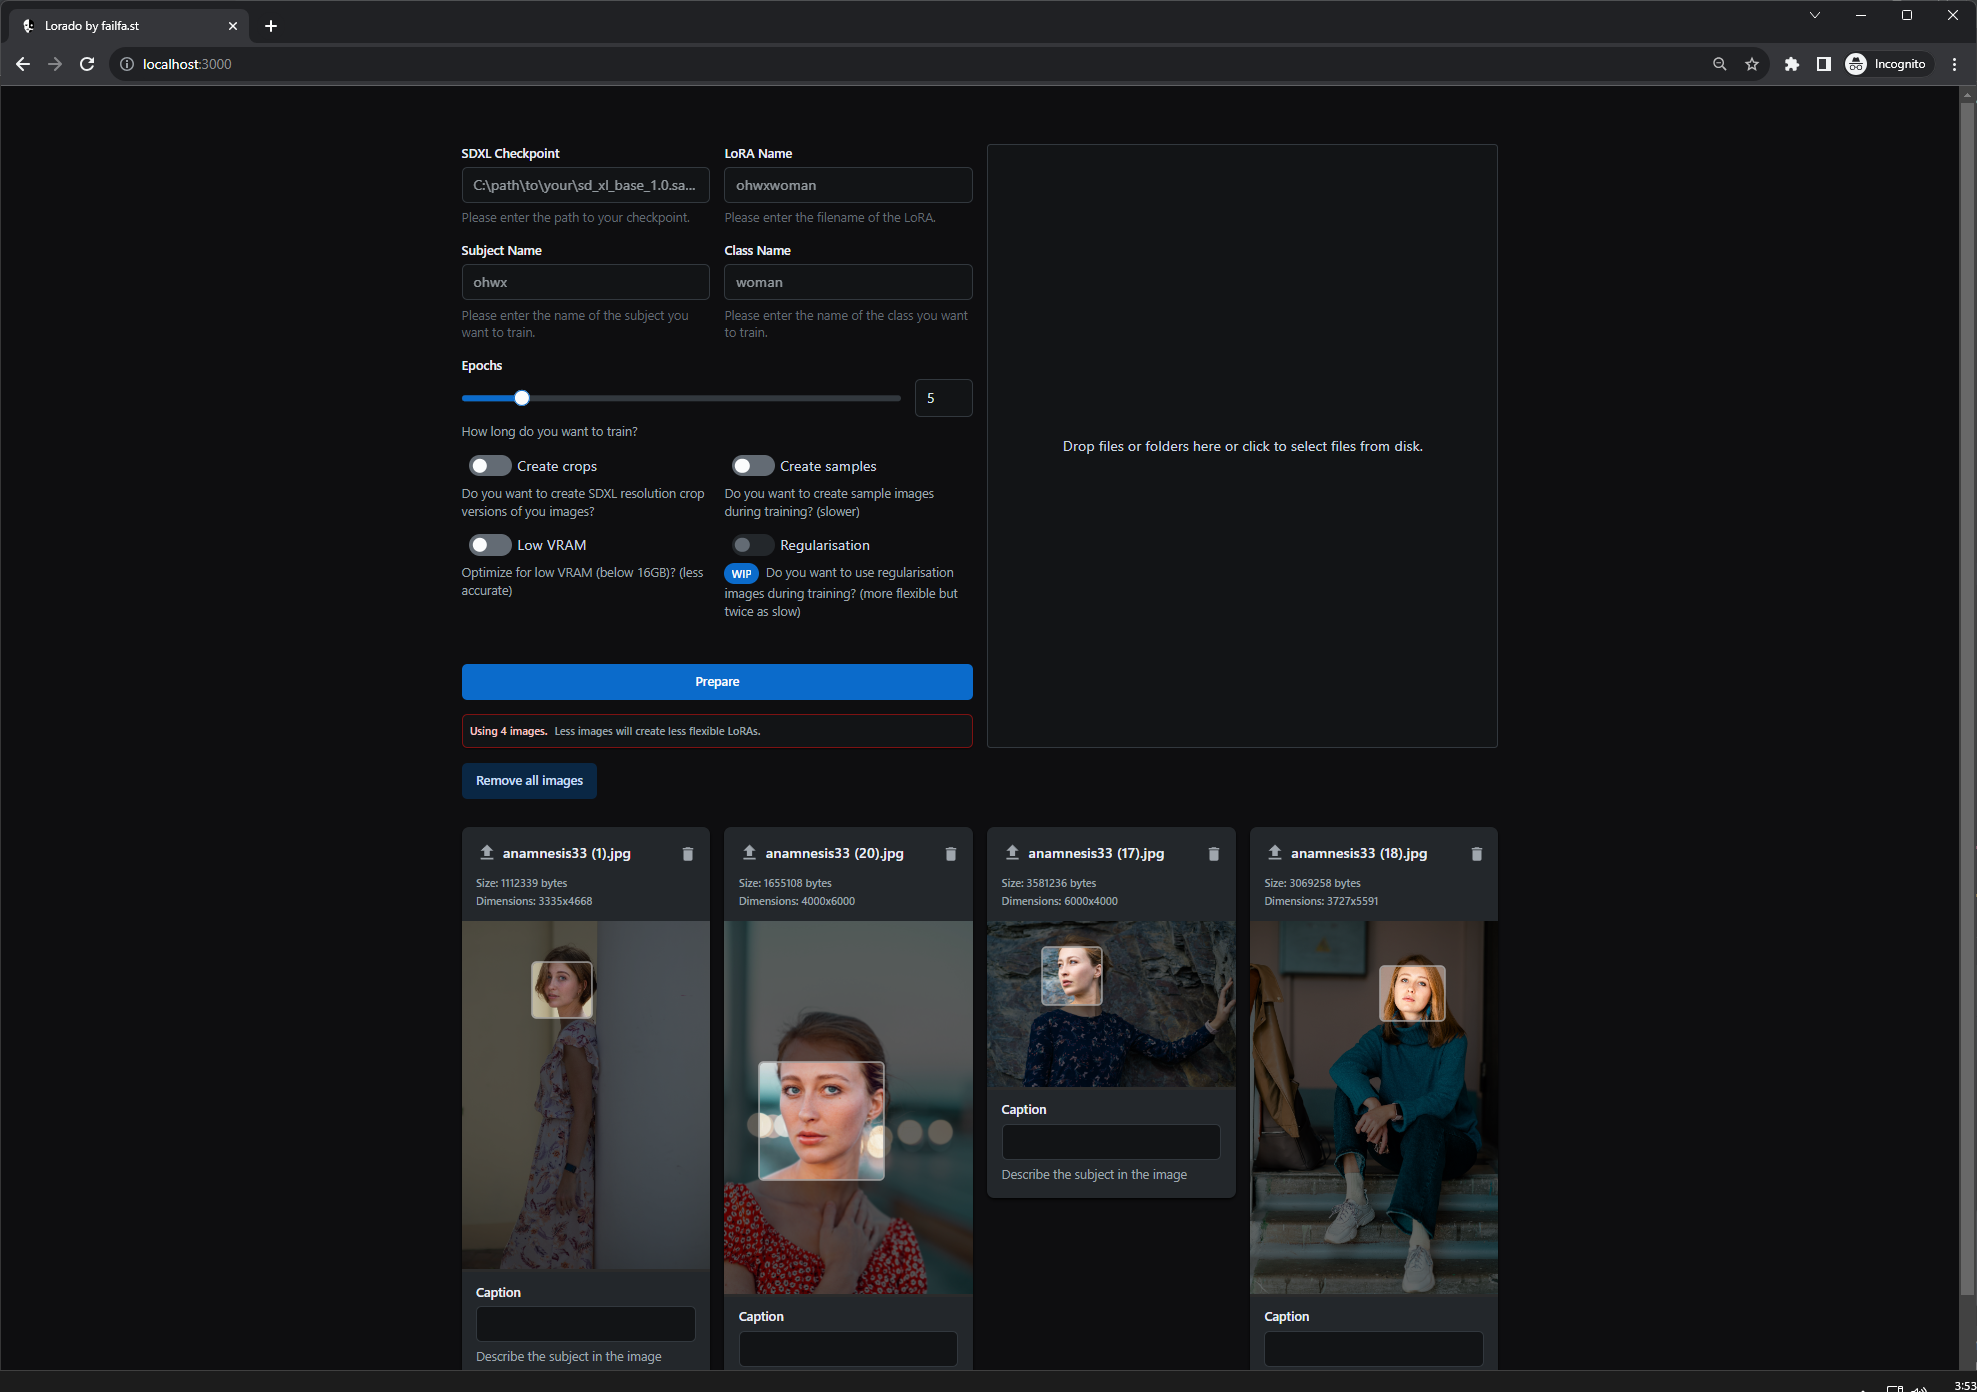 Lorado by failfa.st
localhost:3000
Incognito
SDXL Checkpoint
C:\path\to\your\sd_xl_base_1.0.sa...
Please enter the path to your checkpoint.
LoRA Name
ohwxwoman
Please enter the filename of the LoRA.
Subject Name
ohwx
Please enter the name of the subject you
want to train.
Class Name
woman
Please enter the name of the class you want
to train.
Epochs
5
How long do you want to train?
Create crops
Do you want to create SDXL resolution crop
versions of you images?
Create samples
Do you want to create sample images
during training? (slower)
Low VRAM
Optimize for low VRAM (below 16GB)? (less
accurate)
Regularisation
WIP Do you want to use regularisation
images during training? (more flexible but
twice as slow)
Prepare
Using 4 images. Less images will create less flexible LoRAs.
Drop files or folders here or click to select files from disk.
Remove all images
anamnesis33 (1).jpg
Size: 1112339 bytes
Dimensions: 3335x4668
Caption
Describe the subject in the image
anamnesis33 (20).jpg
Size: 1655108 bytes
Dimensions: 4000x6000
Caption
anamnesis33 (17).jpg
Size: 3581236 bytes
Dimensions: 6000x4000
Caption
Describe the subject in the image
anamnesis33 (18).jpg
Size: 3069258 bytes
Dimensions: 3727x5591
Caption
3:53